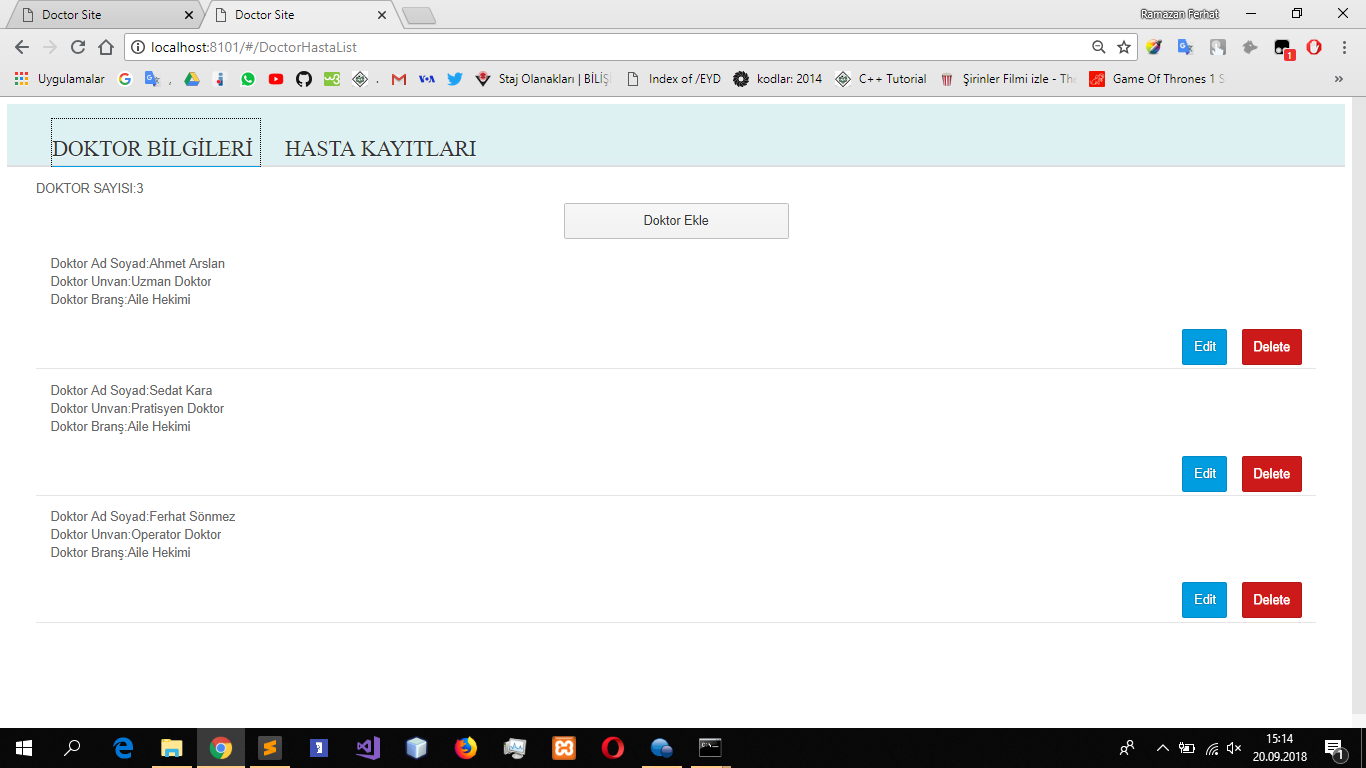 Doctor Site
Doctor Site
Ramazan Ferhat
localhost:8101/#/DoctorHastaList
1
Uygulamalar
.
.
Staj Olanakları | BİLİŞ
Index of /EYD
kodlar: 2014
C++ Tutorial
Şirinler Filmi izle - The
Game Of Thrones 1 S
»
DOKTOR BİLGİLERİ
HASTA KAYITLARI
DOKTOR SAYISI:3
Doktor Ekle
Doktor Ad Soyad:Ahmet Arslan
Doktor Unvan:Uzman Doktor
Doktor Branş:Aile Hekimi
Edit
Delete
Doktor Ad Soyad:Sedat Kara
Doktor Unvan:Pratisyen Doktor
Doktor Branş:Aile Hekimi
Edit
Delete
Doktor Ad Soyad:Ferhat Sönmez
Doktor Unvan:Operator Doktor
Doktor Branş:Aile Hekimi
Edit
Delete
15:14
20.09.2018
1